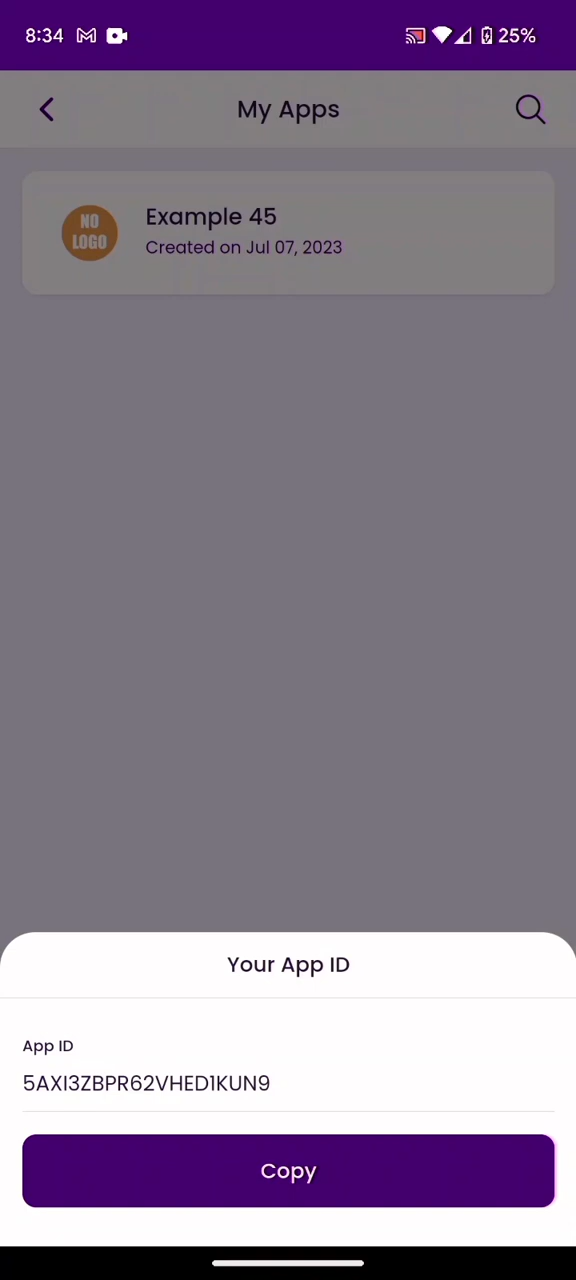 8:34 25%
My Apps
NO
LOGO
Example 45
Created on Jul 07, 2023
Your App ID
App ID
5AXI3ZBPR62VHED1KUN9
Copy